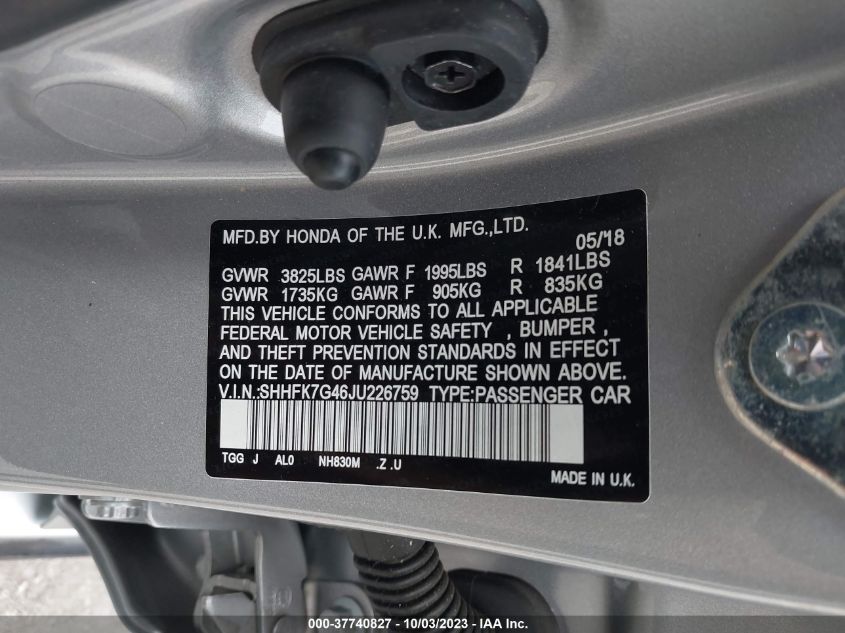 MFD.BY HONDA OF THE U.K. MFG.,LTD.
05/18
GVWR 3825LBS GAWR F 1995LBS R 1841LBS
GVWR 1735KG GAWR F 905KG R 835KG
THIS VEHICLE CONFORMS TO ALL APPLICABLE
FEDERAL MOTOR VEHICLE SAFETY , BUMPER ,
AND THEFT PREVENTION STANDARDS IN EFFECT
ON THE DATE OF MANUFACTURE SHOWN ABOVE.
V.I.N.:SHHFK7G46JU226759 TYPE:PASSENGER CAR
TGG J AL0 NH830M .Z .U
MADE IN U.K.
000-37740827 - 10/03/2023 - IAA Inc.